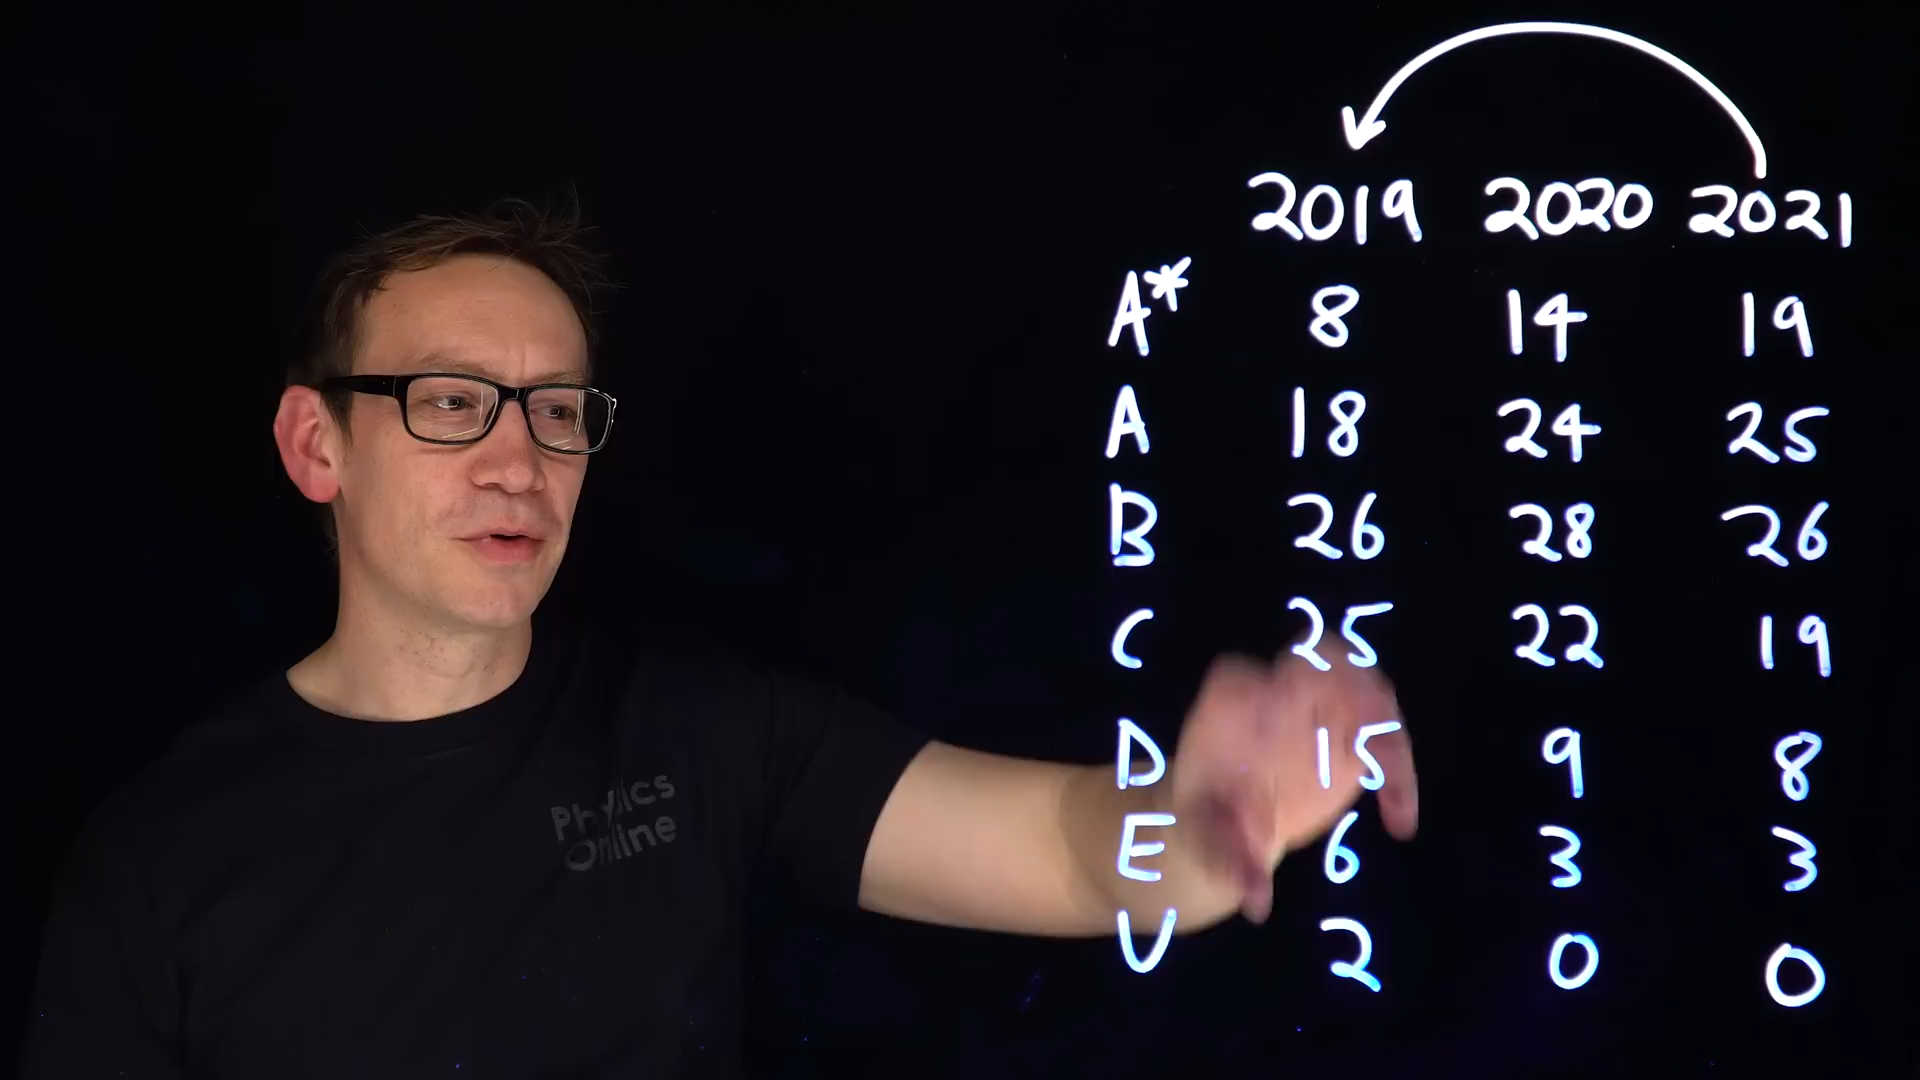 2019 2020 2021
A* 8 14 19
A 18 24 25
B 26 28 26
C 25 22 19
D 15 9 8
E 6 3 3
U 2 0 0
Physics
Online